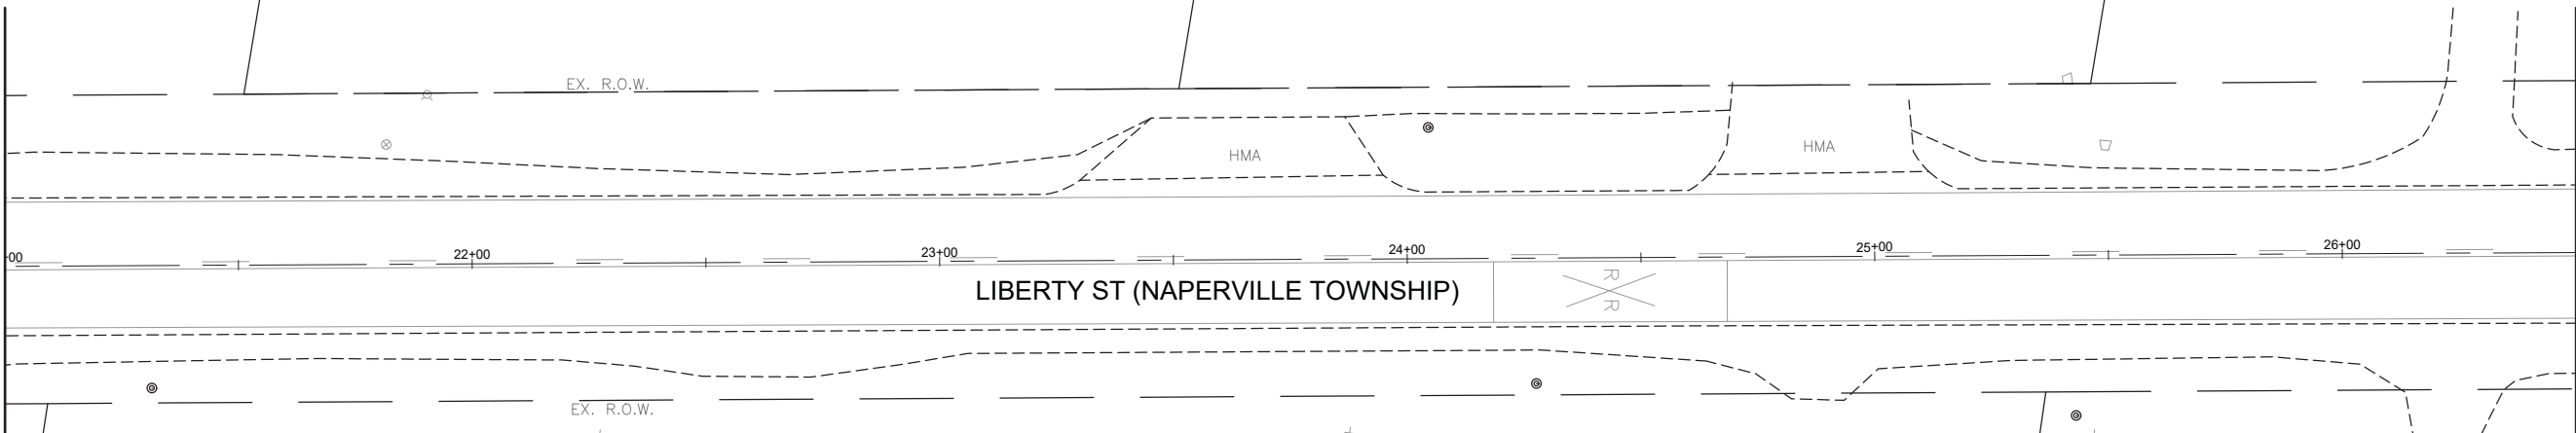 EX. R.O.W.
HMA
HMA
00
22+00
23+00
24+00
25+00
26+00
LIBERTY ST (NAPERVILLE TOWNSHIP)
R R
EX. R.O.W.